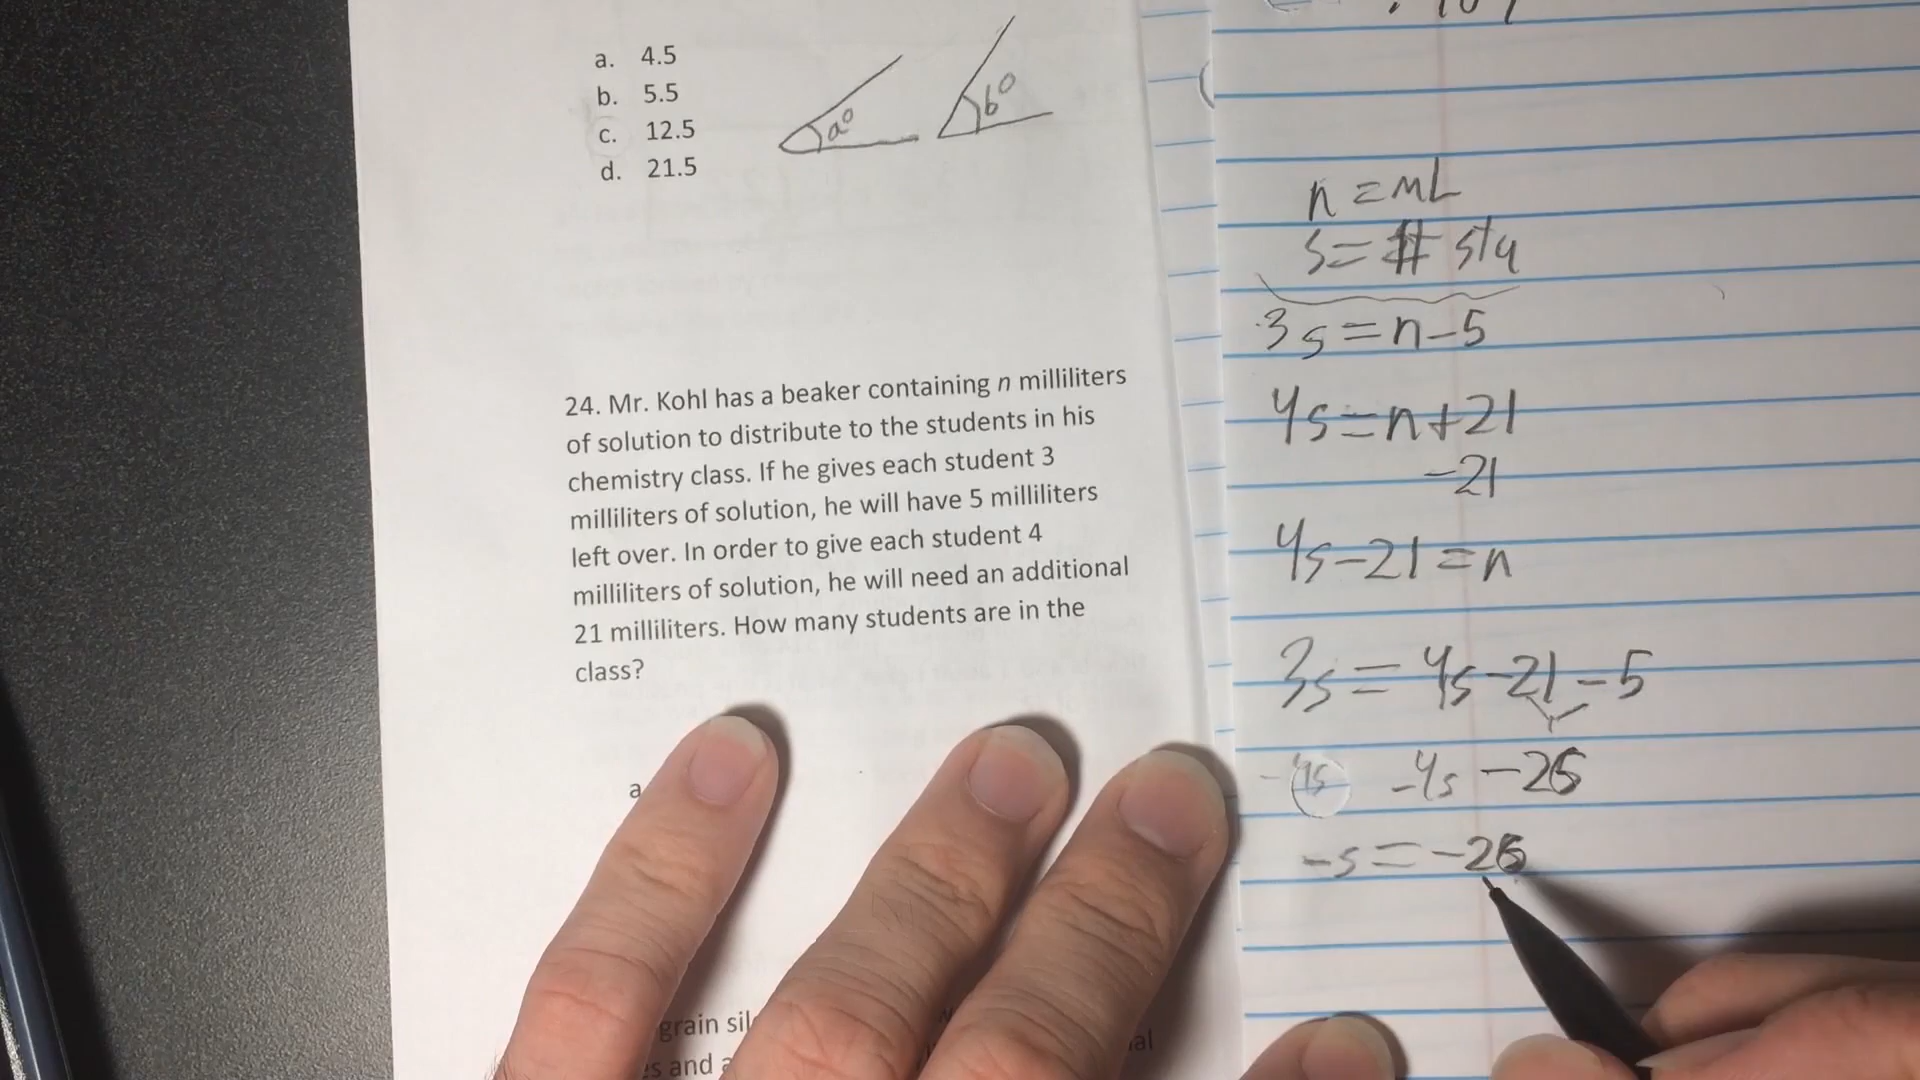 a. 4.5
b. 5.5
c. 12.5
d. 21.5
a°
b°
24. Mr. Kohl has a beaker containing n milliliters
of solution to distribute to the students in his
chemistry class. If he gives each student 3
milliliters of solution, he will have 5 milliliters
left over. In order to give each student 4
milliliters of solution, he will need an additional
21 milliliters. How many students are in the
class?
a
grain
and
n = mL
s = # stu
3s = n - 5
4s = n + 21
-21
4s - 21 = n
3s = 4s - 21 - 5
-4s -4s - 26
-s = -26